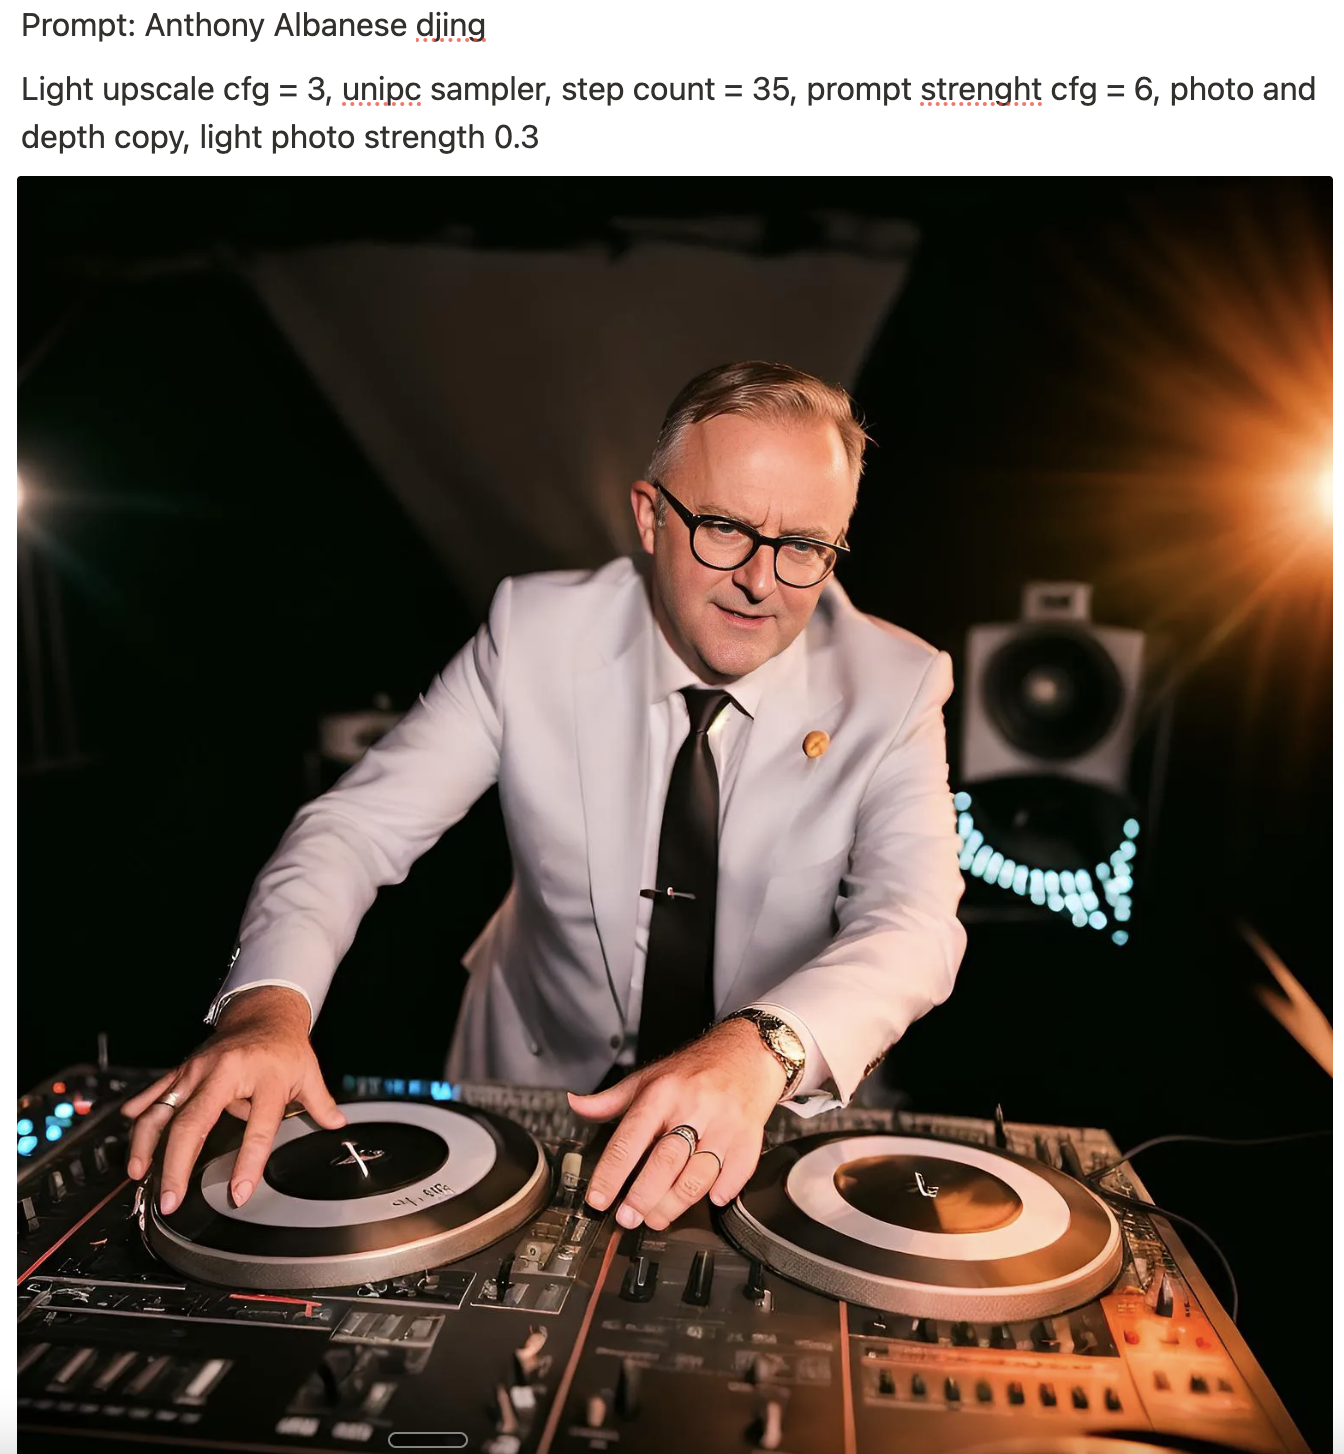 Prompt: Anthony Albanese djing
Light upscale cfg = 3, unipc sampler, step count = 35, prompt strenght cfg = 6, photo and
depth copy, light photo strength 0.3